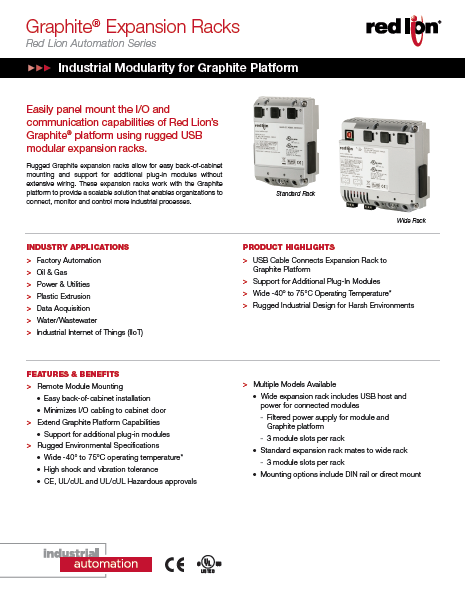 Graphite® Expansion Racks
Red Lion Automation Series
red lion®
Industrial Modularity for Graphite Platform
Easily panel mount the I/O and
communication capabilities of Red Lion's
Graphite® platform using rugged USB
modular expansion racks.
Rugged Graphite expansion racks allow for easy back-of-cabinet
mounting and support for additional plug-in modules without
extensive wiring. These expansion racks work with the Graphite
platform to provide a scalable solution that enables organizations to
connect, monitor and control more industrial processes.
red lion
Standard Rack
red lion
Wide Rack
INDUSTRY APPLICATIONS
> Factory Automation
> Oil & Gas
> Power & Utilities
> Plastic Extrusion
> Data Acquisition
> Water/Wastewater
> Industrial Internet of Things (IIoT)
PRODUCT HIGHLIGHTS
> USB Cable Connects Expansion Rack to
Graphite Platform
> Support for Additional Plug-In Modules
> Wide -40° to 75°C Operating Temperature*
> Rugged Industrial Design for Harsh Environments
FEATURES & BENEFITS
> Remote Module Mounting
• Easy back-of-cabinet installation
• Minimizes I/O cabling to cabinet door
> Extend Graphite Platform Capabilities
• Support for additional plug-in modules
> Rugged Environmental Specifications
• Wide -40° to 75°C operating temperature*
• High shock and vibration tolerance
• CE, UL/cUL and UL/cUL Hazardous approvals
> Multiple Models Available
• Wide expansion rack includes USB host and
power for connected modules
- Filtered power supply for module and
Graphite platform
- 3 module slots per rack
• Standard expansion rack mates to wide rack
- 3 module slots per rack
• Mounting options include DIN rail or direct mount
industrial
automation
CE
UL
LISTED